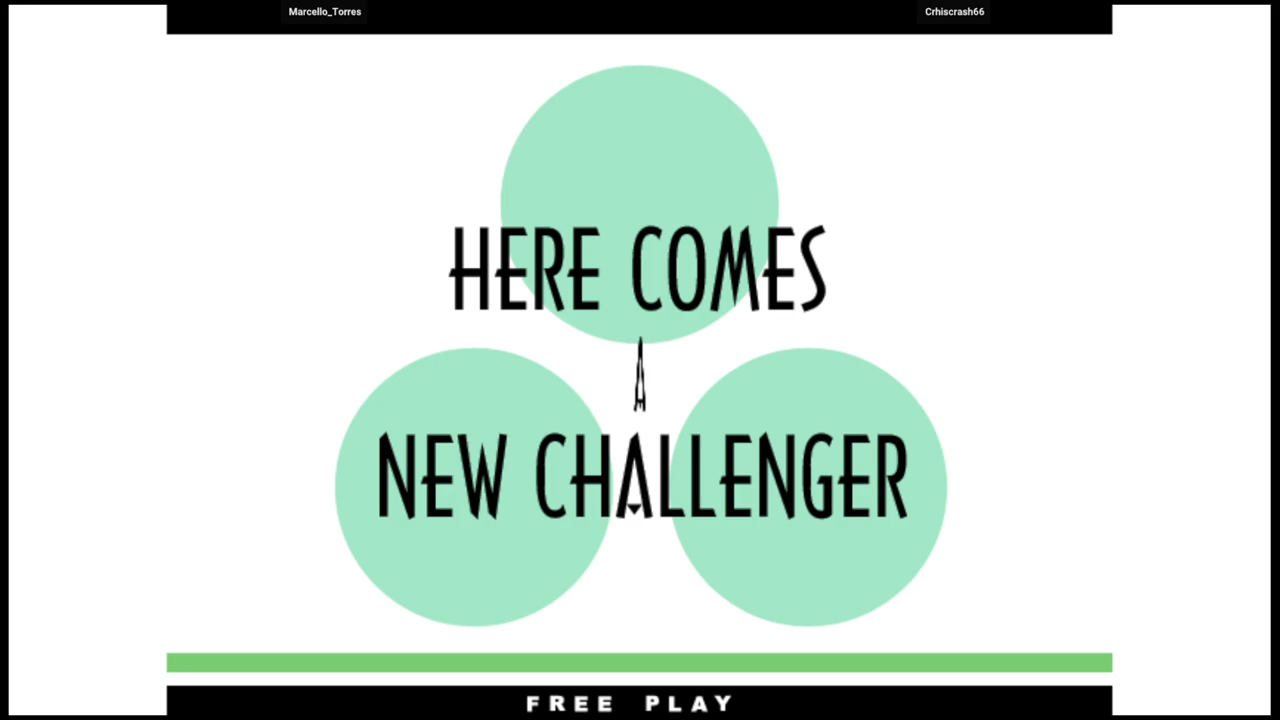 Marcello_Torres
Crhiscrash66
HERE COMES
A
NEW CHALLENGER
FREE PLAY